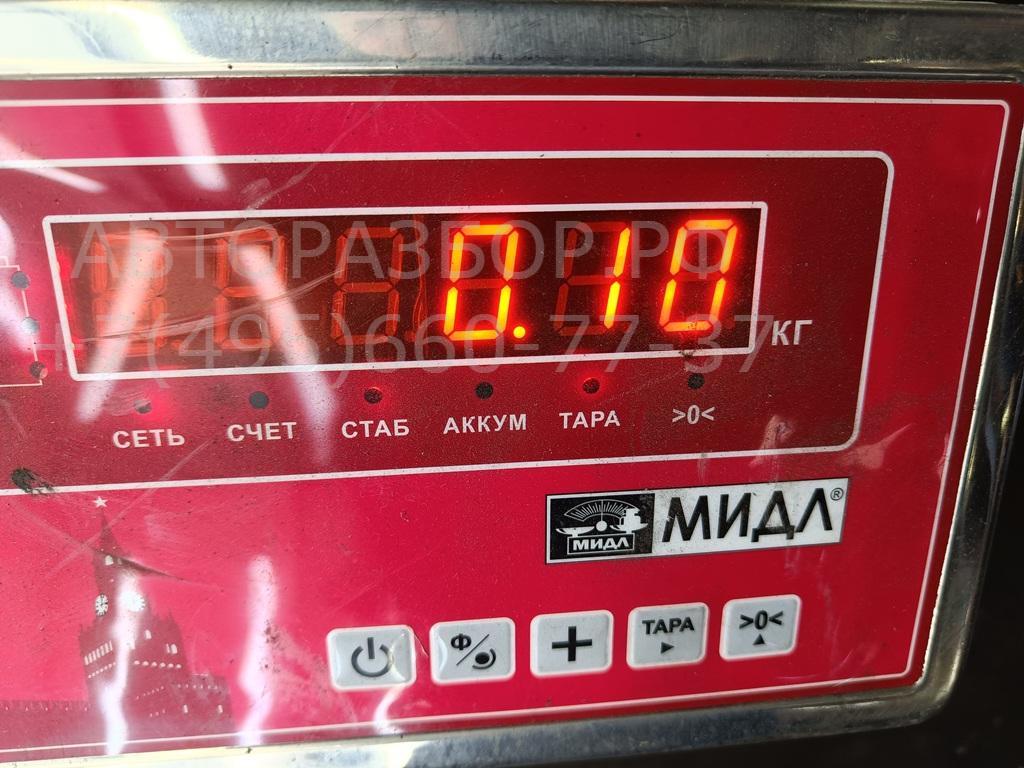 АВТОРАЗБОР.РФ
+7(495)660-77-37
0.10
КГ
СЕТЬ СЧЕТ СТАБ АККУМ ТАРА >0<
МИДЛ МИДЛ®
Ф/ + ТАРА >0<